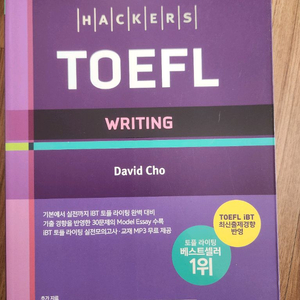 HACKERS
TOEFL
WRITING
David Cho
기본에서 실전까지 iBT 토플 라이팅 완벽 대비
기출 경향을 반영한 30문제의 Model Essay 수록
iBT 토플 라이팅 실전모의고사 · 교재 MP3 무료 제공
TOEFL iBT
최신출제경향
반영
토플 라이팅
베스트셀러
1위
추가 자료